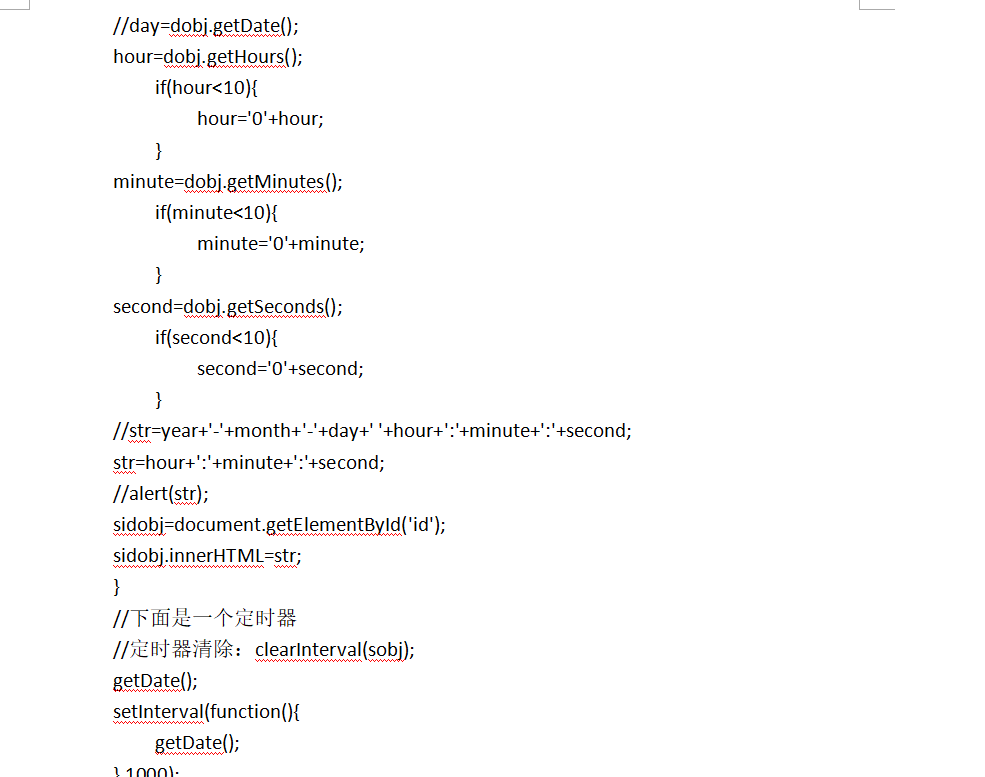 //day=dobj.getDate();
hour=dobj.getHours();
if(hour<10){
hour='0'+hour;
}
minute=dobj.getMinutes();
if(minute<10){
minute='0'+minute;
}
second=dobj.getSeconds();
if(second<10){
second='0'+second;
}
//str=year+'-'+month+'-'+day+' '+hour+':'+minute+':'+second;
str=hour+':'+minute+':'+second;
//alert(str);
sidobj=document.getElementById('id');
sidobj.innerHTML=str;
}
//下面是一个定时器
//定时器清除：clearInterval(sobj);
getDate();
setInterval(function(){
getDate();
},1000);